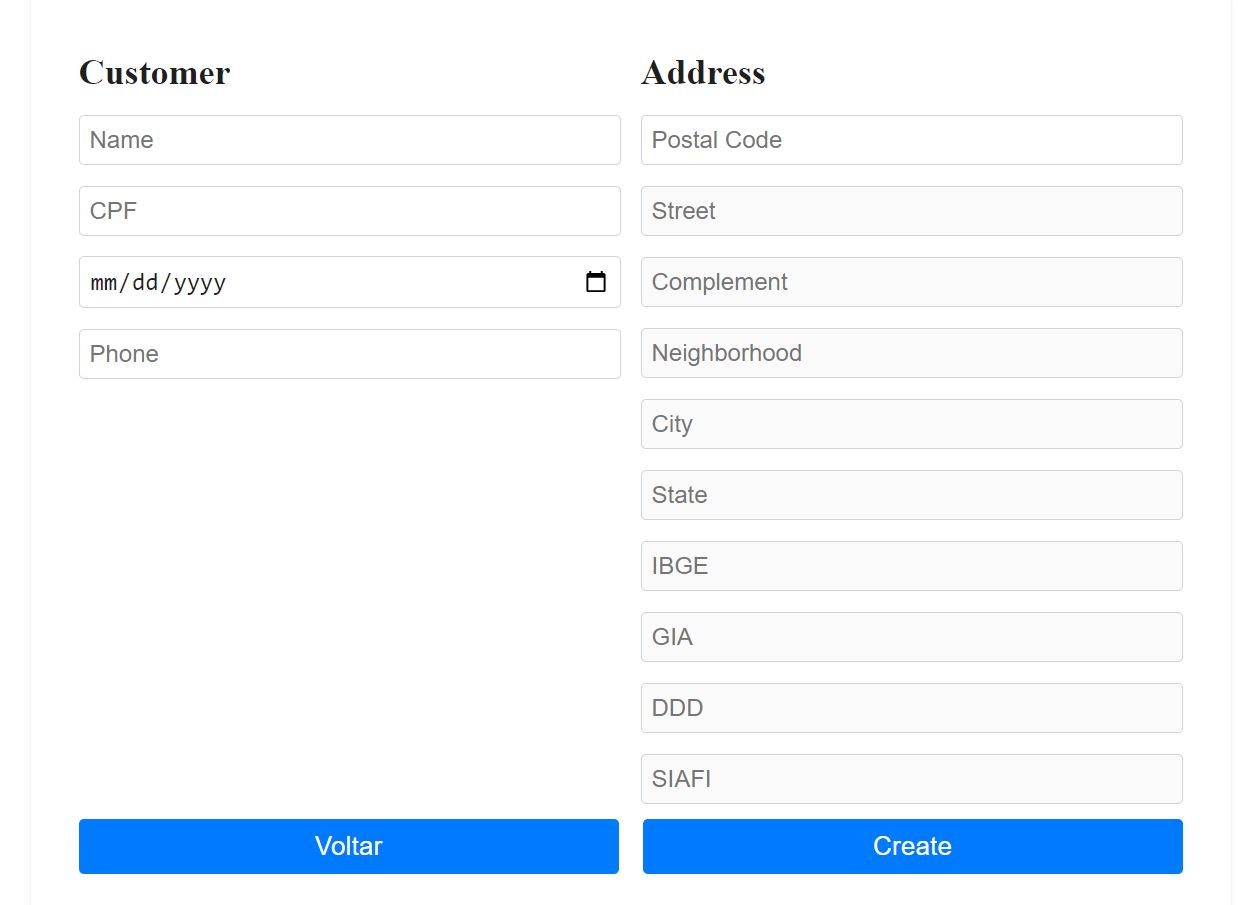 Customer
Name
CPF
mm/dd/yyyy
Phone
Address
Postal Code
Street
Complement
Neighborhood
City
State
IBGE
GIA
DDD
SIAFI
Voltar
Create